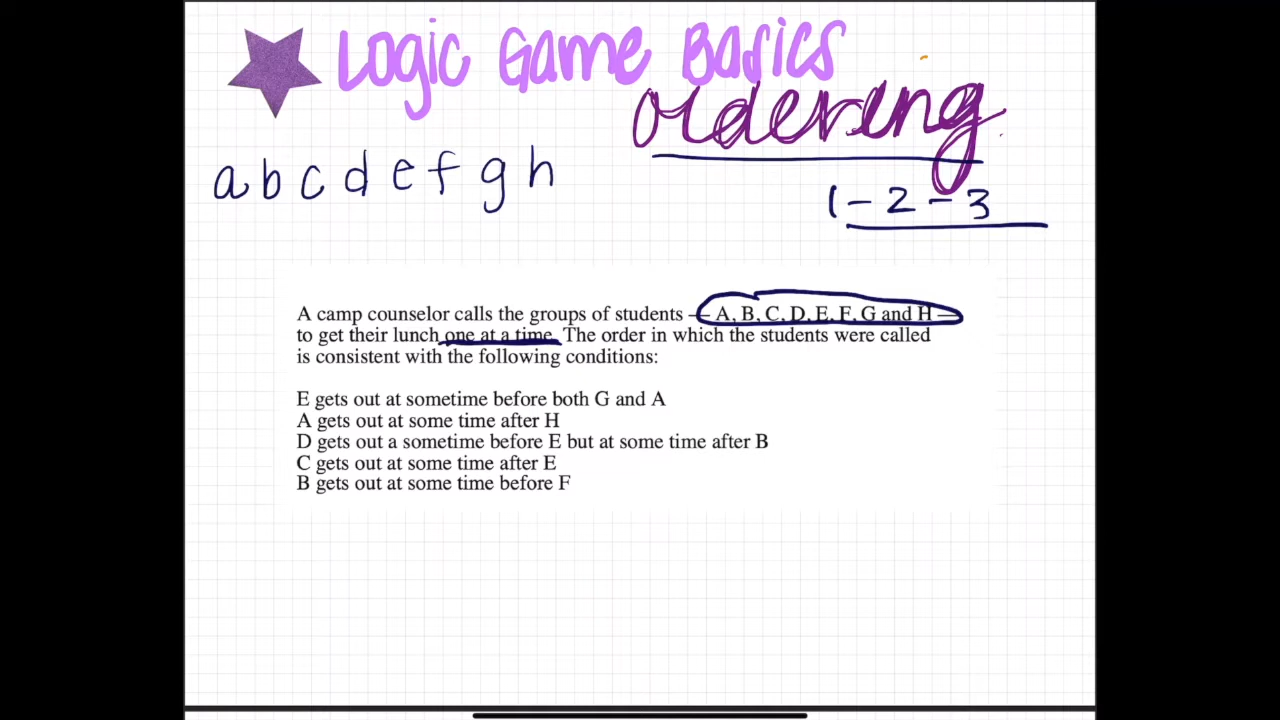 Logic Game Basics
ordering
a b c d e f g h
1 - 2 - 3
A camp counselor calls the groups of students — A, B, C, D, E, F, G and H —
to get their lunch one at a time. The order in which the students were called
is consistent with the following conditions:
E gets out at sometime before both G and A
A gets out at some time after H
D gets out a sometime before E but at some time after B
C gets out at some time after E
B gets out at some time before F